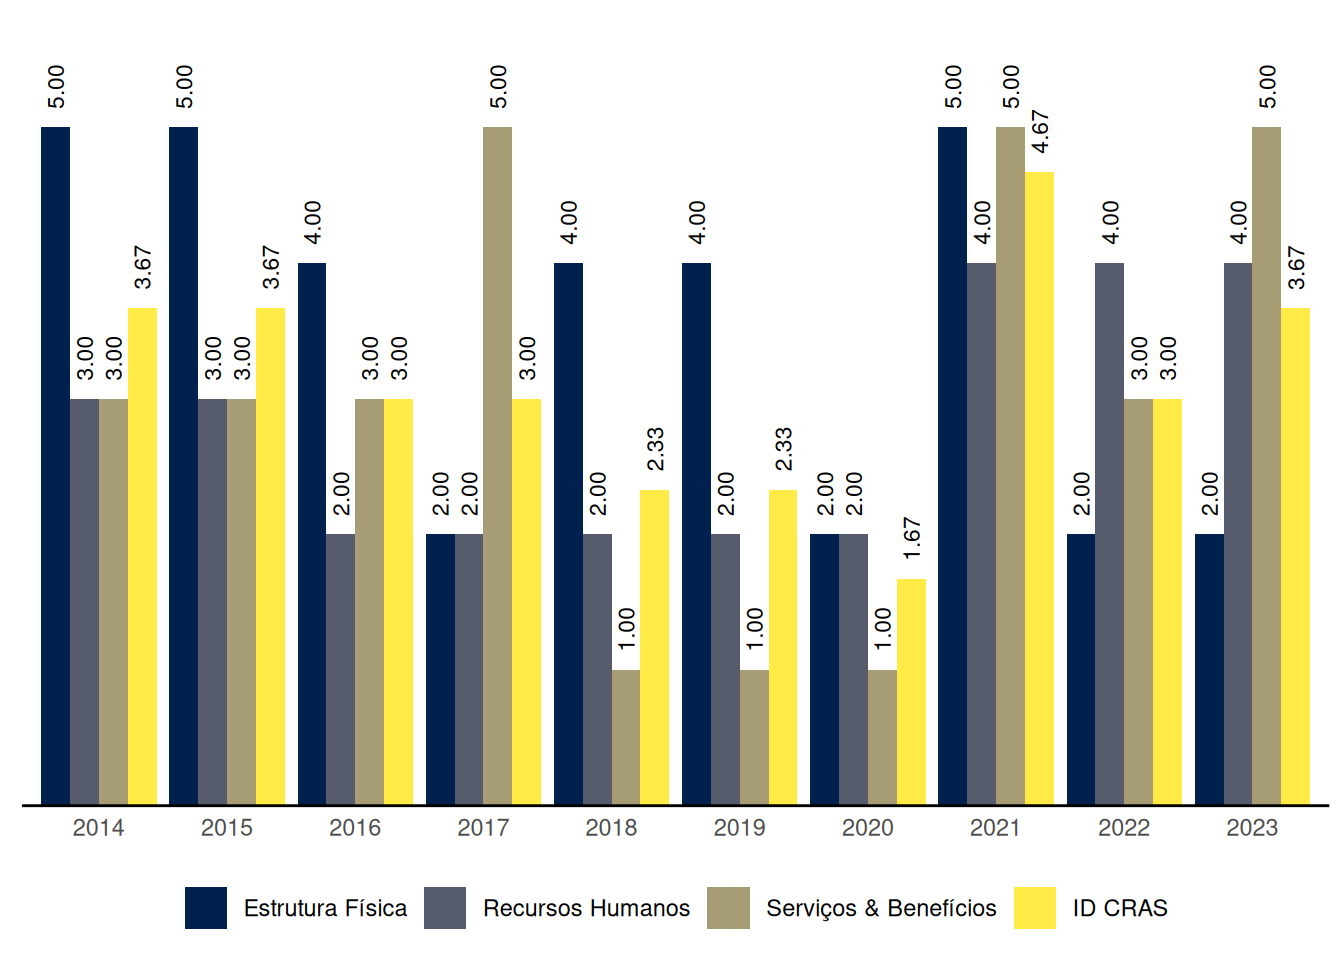 5.00 3.00 3.00 3.67 5.00 3.00 3.00 3.67 4.00 2.00 3.00 3.00 2.00 2.00 5.00 3.00 4.00 2.00 1.00 2.33 4.00 2.00 1.00 2.33 2.00 2.00 1.00 1.67 5.00 4.00 5.00 4.67 2.00 4.00 3.00 3.00 2.00 4.00 5.00 3.67
2014 2015 2016 2017 2018 2019 2020 2021 2022 2023
Estrutura Física Recursos Humanos Serviços & Benefícios ID CRAS